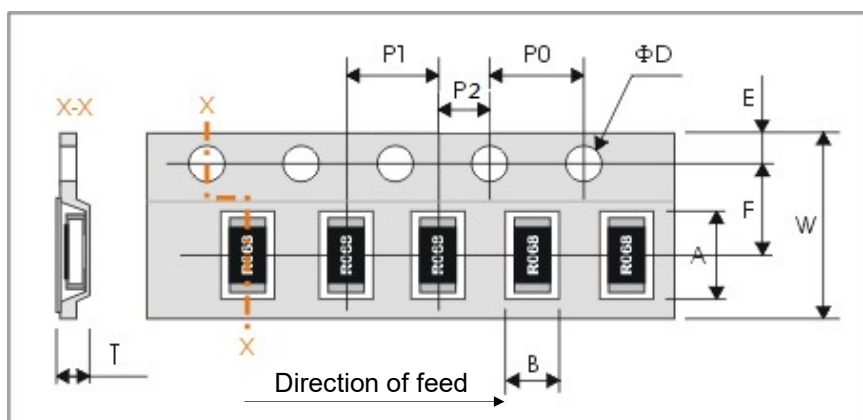 P1
P0
ΦD
P2
E
X-X
X
F
W
A
R068 R068 R068 R068 R068
T
X
B
Direction of feed